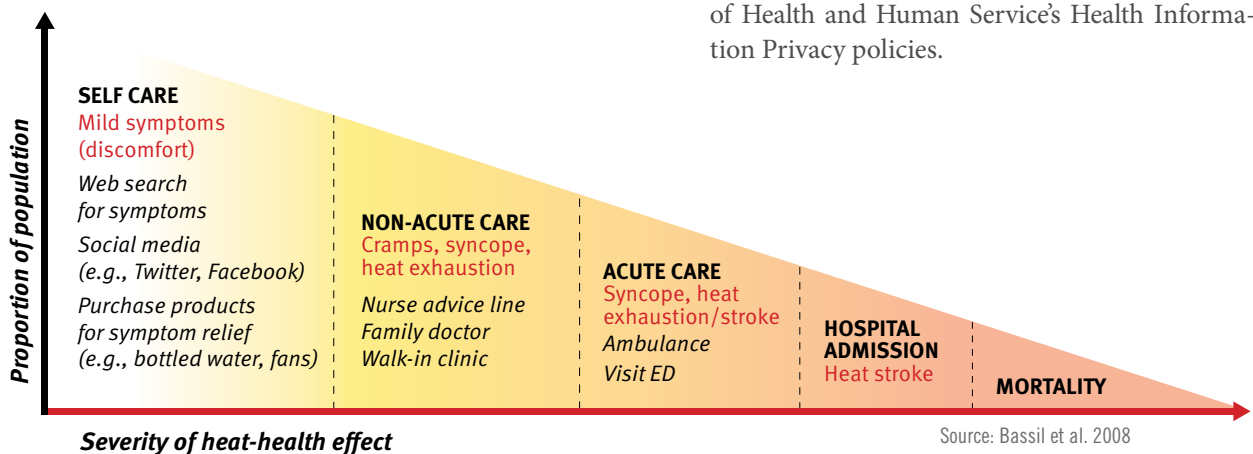 of Health and Human Service's Health Informa-
tion Privacy policies.
Proportion of population
SELF CARE
Mild symptoms
(discomfort)
Web search
for symptoms
Social media
(e.g., Twitter, Facebook)
Purchase products
for symptom relief
(e.g., bottled water, fans)
NON-ACUTE CARE
Cramps, syncope,
heat exhaustion
Nurse advice line
Family doctor
Walk-in clinic
ACUTE CARE
Syncope, heat
exhaustion/stroke
Ambulance
Visit ED
HOSPITAL
ADMISSION
Heat stroke
MORTALITY
Severity of heat-health effect
Source: Bassil et al. 2008